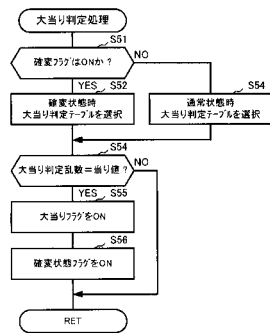 大当り判定処理
S51
確変フラグはONか？
NO
YES
S52
S54
確変状態時
大当り判定テーブルを選択
通常状態時
大当り判定テーブルを選択
S54
大当り判定乱数＝当り値？
NO
YES
S55
大当りフラグをON
S56
確変状態フラグをON
RET